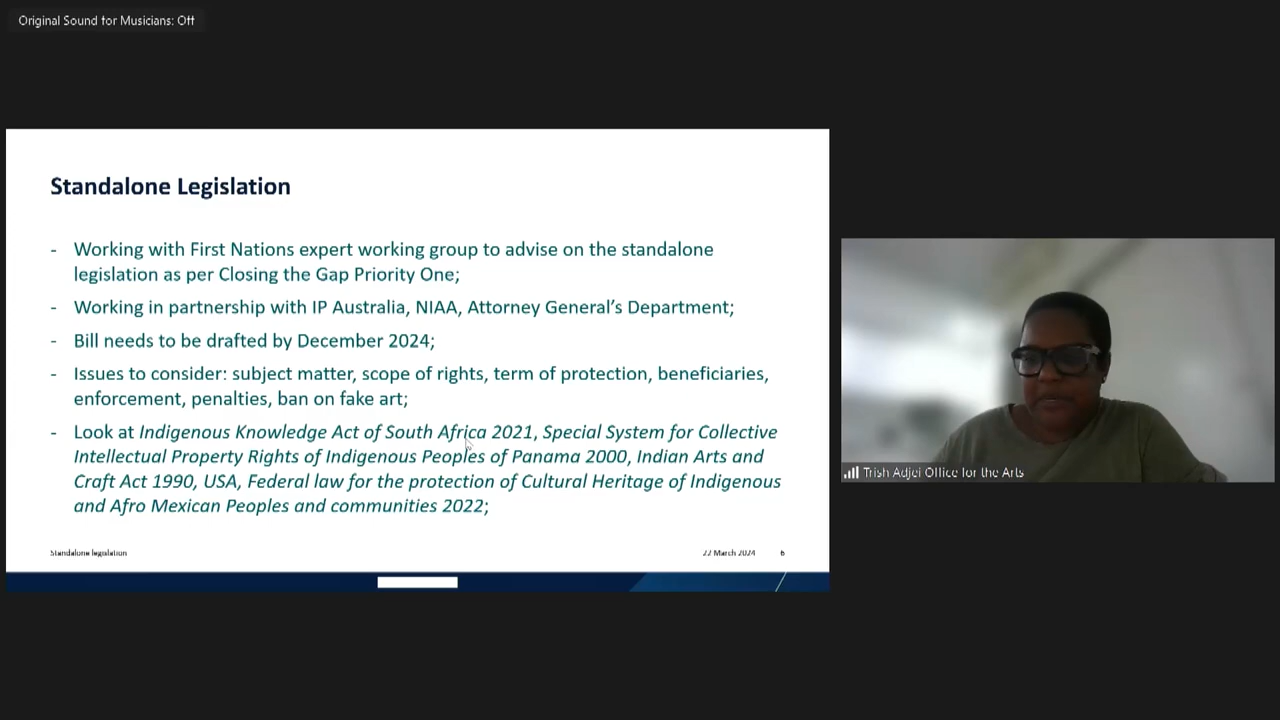 Original Sound for Musicians: Off
Standalone Legislation
- Working with First Nations expert working group to advise on the standalone
legislation as per Closing the Gap Priority One;
- Working in partnership with IP Australia, NIAA, Attorney General's Department;
- Bill needs to be drafted by December 2024;
- Issues to consider: subject matter, scope of rights, term of protection, beneficiaries,
enforcement, penalties, ban on fake art;
- Look at Indigenous Knowledge Act of South Africa 2021, Special System for Collective
Intellectual Property Rights of Indigenous Peoples of Panama 2000, Indian Arts and
Craft Act 1990, USA, Federal law for the protection of Cultural Heritage of Indigenous
and Afro Mexican Peoples and communities 2022;
Standalone legislation
22 March 2024 6
Trish Adjei Office for the Arts